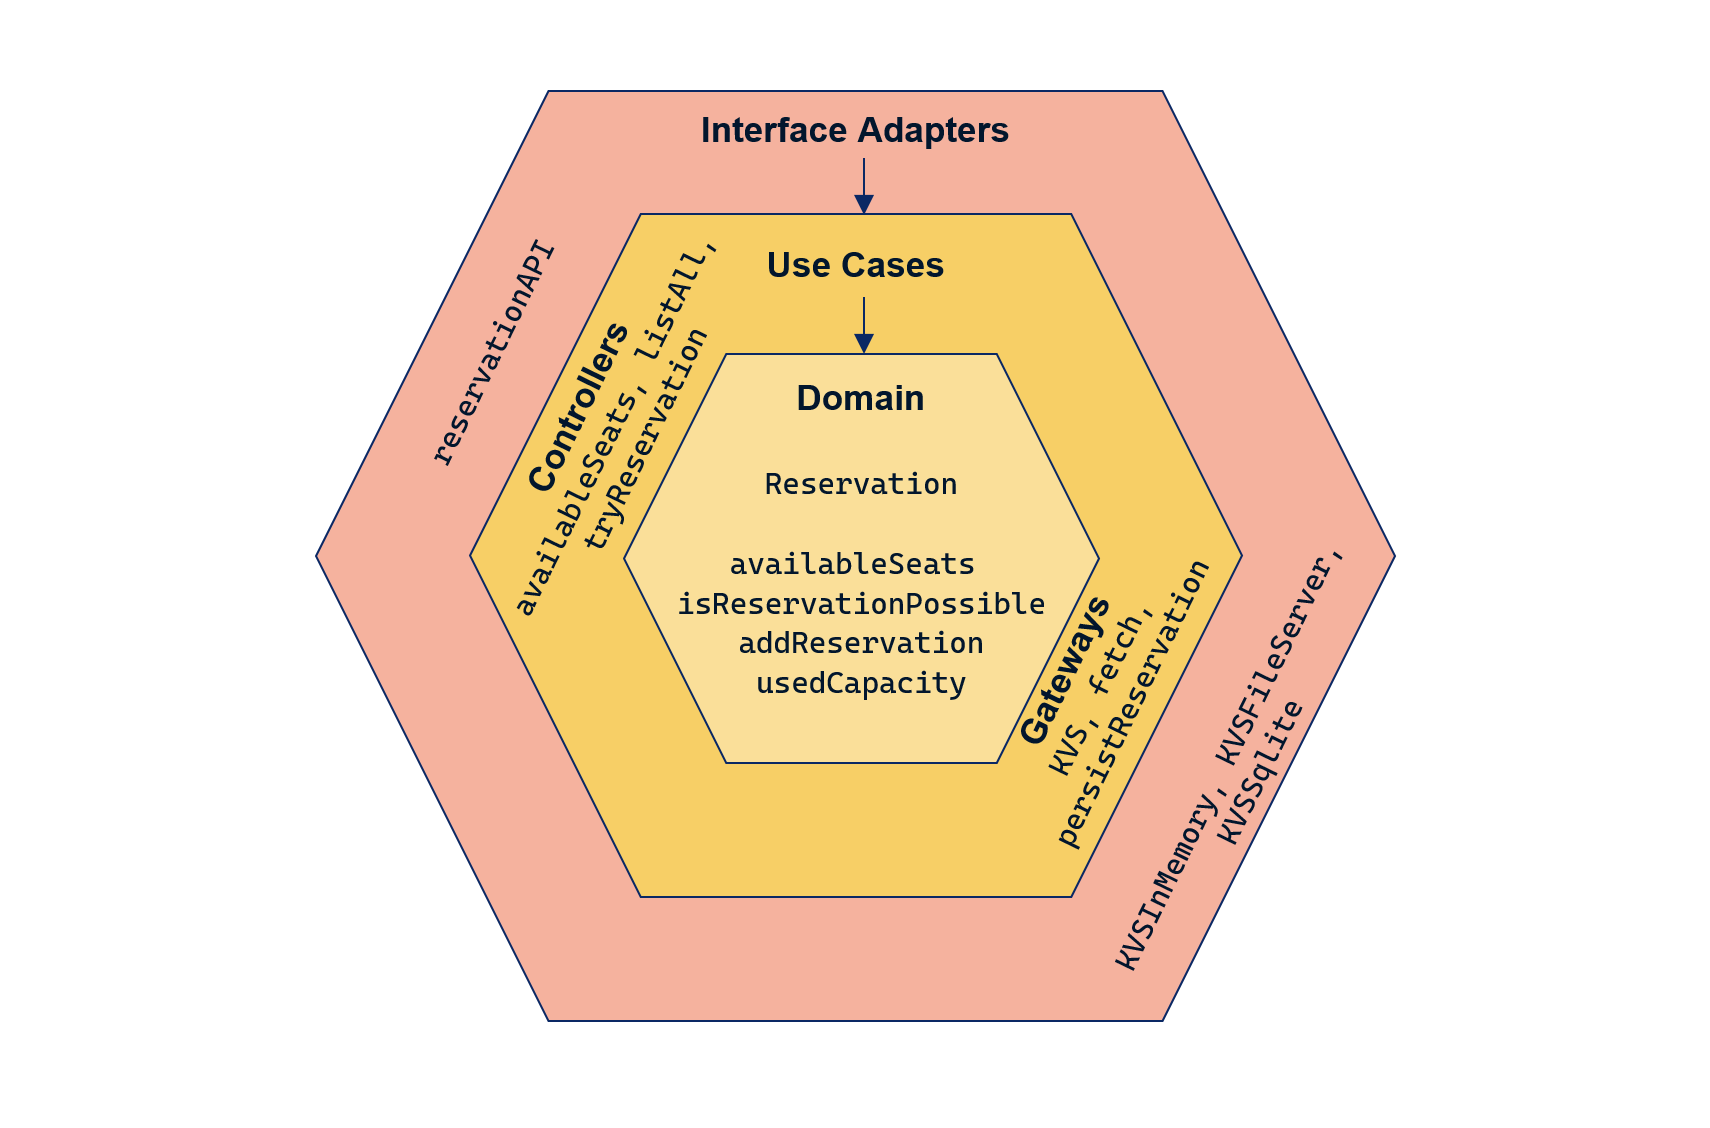 Interface Adapters
Use Cases
Domain
Reservation
availableSeats
isReservationPossible
addReservation
usedCapacity
reservationAPI
Controllers
availableSeats, listAll,
tryReservation
Gateways
KVS, fetch,
persistReservation
KVSInMemory, KVSFileServer,
KVSSqlite